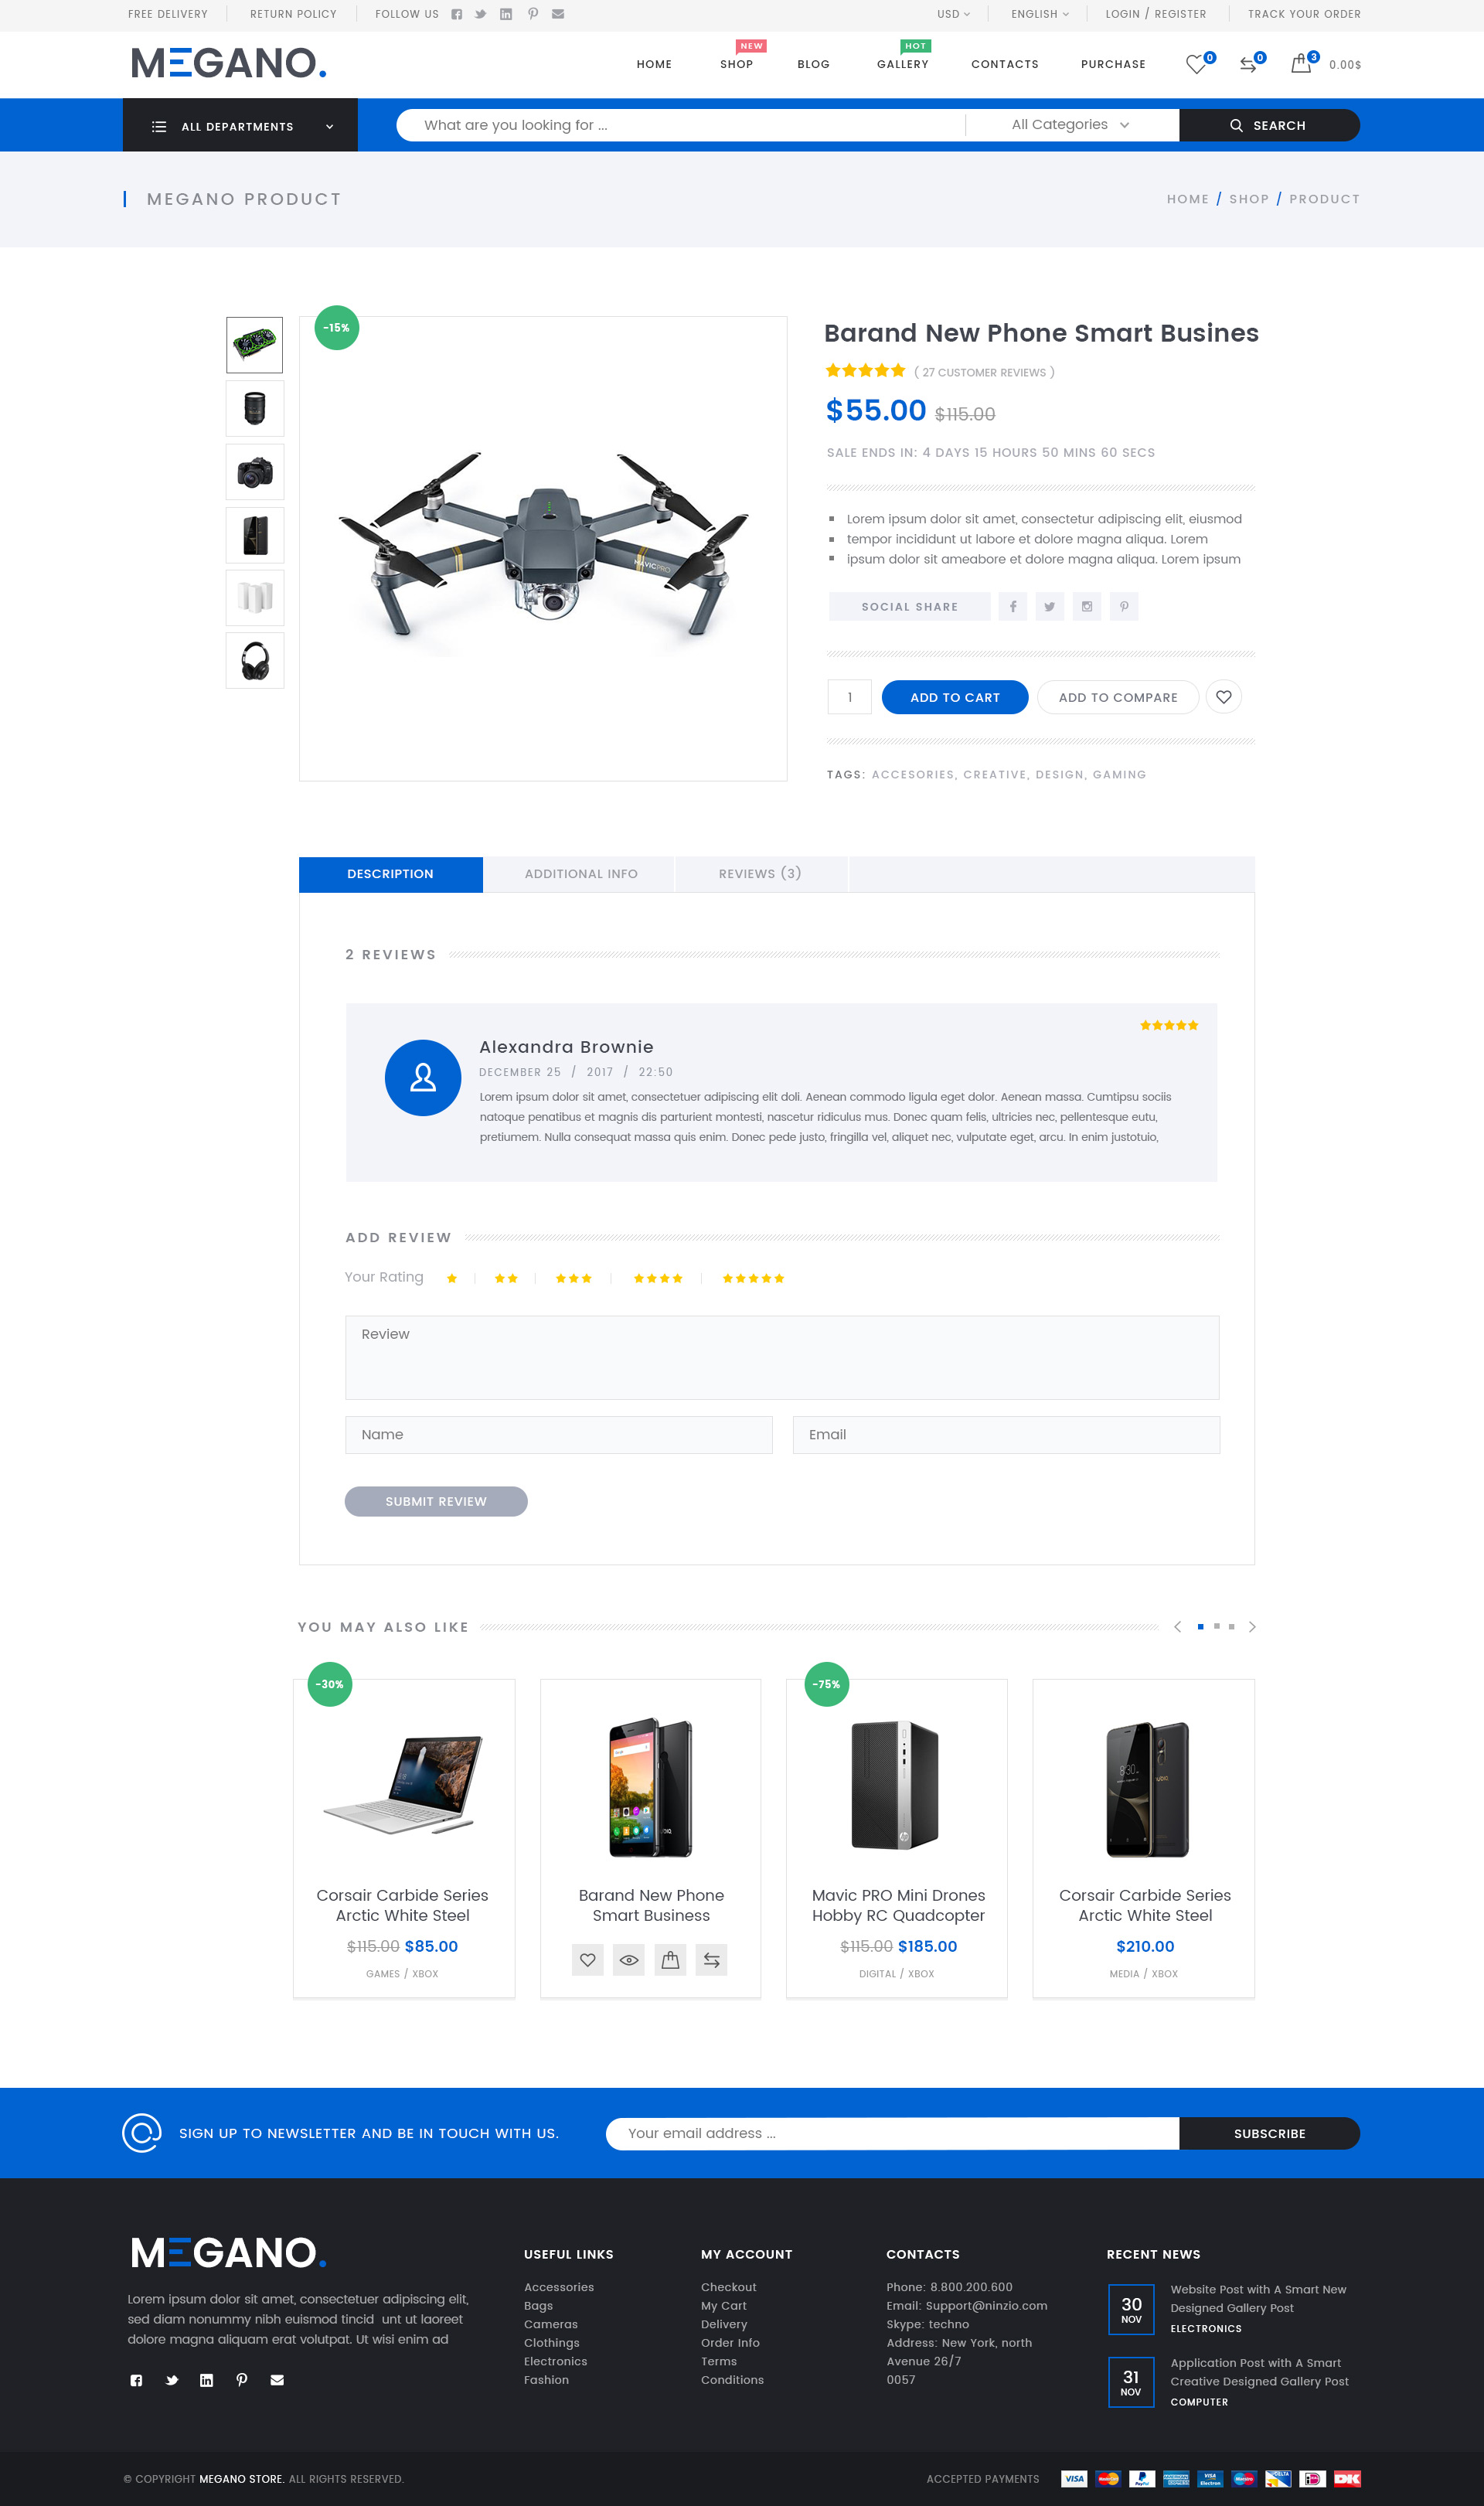 FREE DELIVERY
RETURN POLICY
FOLLOW US
USD
ENGLISH
LOGIN / REGISTER
TRACK YOUR ORDER
MEGANO.
HOME
NEW
SHOP
BLOG
HOT
GALLERY
CONTACTS
PURCHASE
0
0
3
0.00$
ALL DEPARTMENTS
What are you looking for ...
All Categories
SEARCH
MEGANO PRODUCT
HOME / SHOP / PRODUCT
-15%
MAVIC PRO
Barand New Phone Smart Busines
( 27 CUSTOMER REVIEWS )
$55.00 $115.00
SALE ENDS IN: 4 DAYS 15 HOURS 50 MINS 60 SECS
Lorem ipsum dolor sit amet, consectetur adipiscing elit, eiusmod
tempor incididunt ut labore et dolore magna aliqua. Lorem
ipsum dolor sit ameabore et dolore magna aliqua. Lorem ipsum
SOCIAL SHARE
1
ADD TO CART
ADD TO COMPARE
TAGS: ACCESORIES, CREATIVE, DESIGN, GAMING
DESCRIPTION
ADDITIONAL INFO
REVIEWS (3)
2 REVIEWS
Alexandra Brownie
DECEMBER 25 / 2017 / 22:50
Lorem ipsum dolor sit amet, consectetuer adipiscing elit doli. Aenean commodo ligula eget dolor. Aenean massa. Cumtipsu sociis
natoque penatibus et magnis dis parturient montesti, nascetur ridiculus mus. Donec quam felis, ultricies nec, pellentesque eutu,
pretiumem. Nulla consequat massa quis enim. Donec pede justo, fringilla vel, aliquet nec, vulputate eget, arcu. In enim justotuio,
ADD REVIEW
Your Rating
Review
Name
Email
SUBMIT REVIEW
YOU MAY ALSO LIKE
-30%
-75%
8:30
Corsair Carbide Series
Arctic White Steel
$115.00 $85.00
GAMES / XBOX
Barand New Phone
Smart Business
Mavic PRO Mini Drones
Hobby RC Quadcopter
$115.00 $185.00
DIGITAL / XBOX
Corsair Carbide Series
Arctic White Steel
$210.00
MEDIA / XBOX
SIGN UP TO NEWSLETTER AND BE IN TOUCH WITH US.
Your email address ...
SUBSCRIBE
MEGANO.
Lorem ipsum dolor sit amet, consectetuer adipiscing elit,
sed diam nonummy nibh euismod tincid unt ut laoreet
dolore magna aliquam erat volutpat. Ut wisi enim ad
USEFUL LINKS
Accessories
Bags
Cameras
Clothings
Electronics
Fashion
MY ACCOUNT
Checkout
My Cart
Delivery
Order Info
Terms
Conditions
CONTACTS
Phone: 8.800.200.600
Email: Support@ninzio.com
Skype: techno
Address: New York, north
Avenue 26/7
0057
RECENT NEWS
30
NOV
Website Post with A Smart New
Designed Gallery Post
ELECTRONICS
31
NOV
Application Post with A Smart
Creative Designed Gallery Post
COMPUTER
© COPYRIGHT MEGANO STORE. ALL RIGHTS RESERVED.
ACCEPTED PAYMENTS
VISA
MasterCard
PayPal
AMERICAN EXPRESS
VISA Electron
Maestro
DELTA
iD
DK